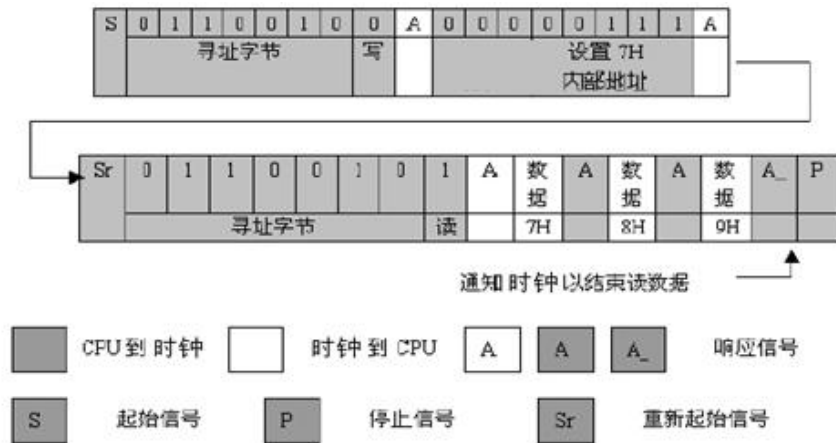 S 0 1 1 0 0 1 0 0 A 0 0 0 0 0 1 1 1 A
寻址字节 写 设置 7H
内部地址
Sr 0 1 1 0 0 1 0 1 A 数 A 数 A 数 A_ P
据 据 据
寻址字节 读 7H 8H 9H
通知时钟以结束读数据
CPU到时钟 时钟到CPU A A A_ 响应信号
S 起始信号 P 停止信号 Sr 重新起始信号